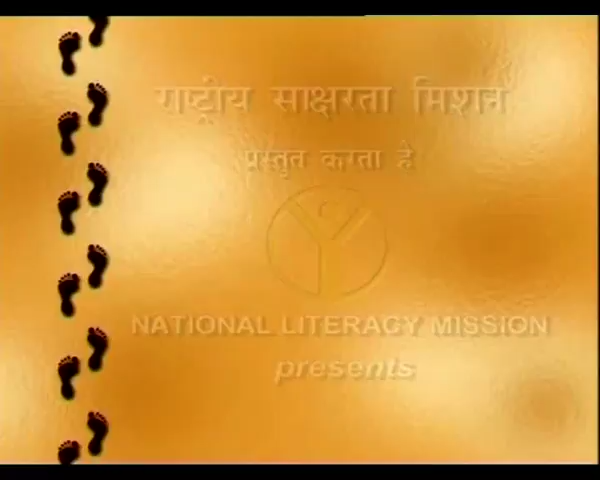 राष्ट्रीय साक्षरता मिशन
प्रस्तुत करता है
NATIONAL LITERACY MISSION
presents